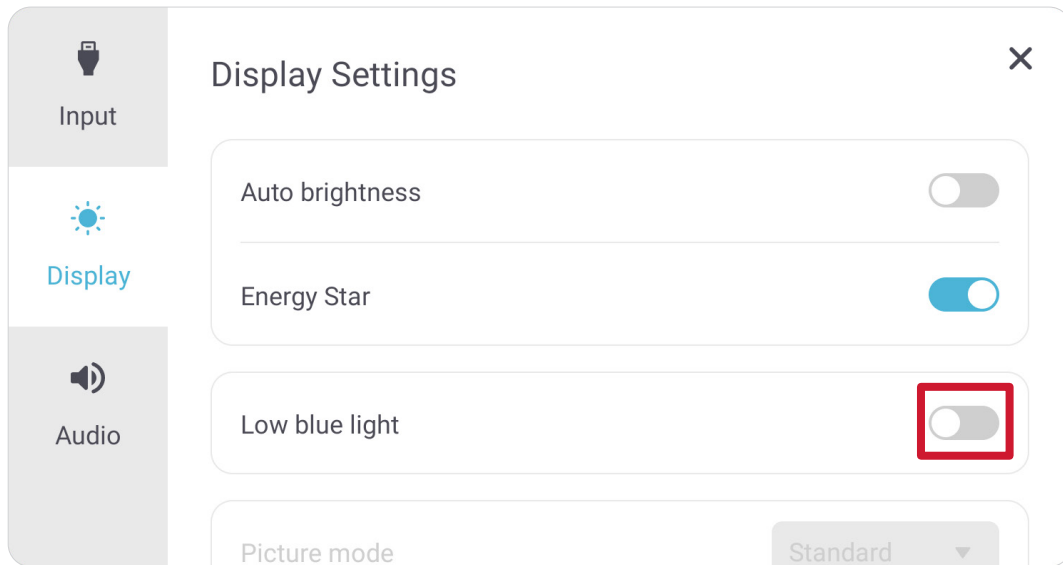 Input
Display
Audio
Display Settings
Auto brightness
Energy Star
Low blue light
Picture mode
Standard